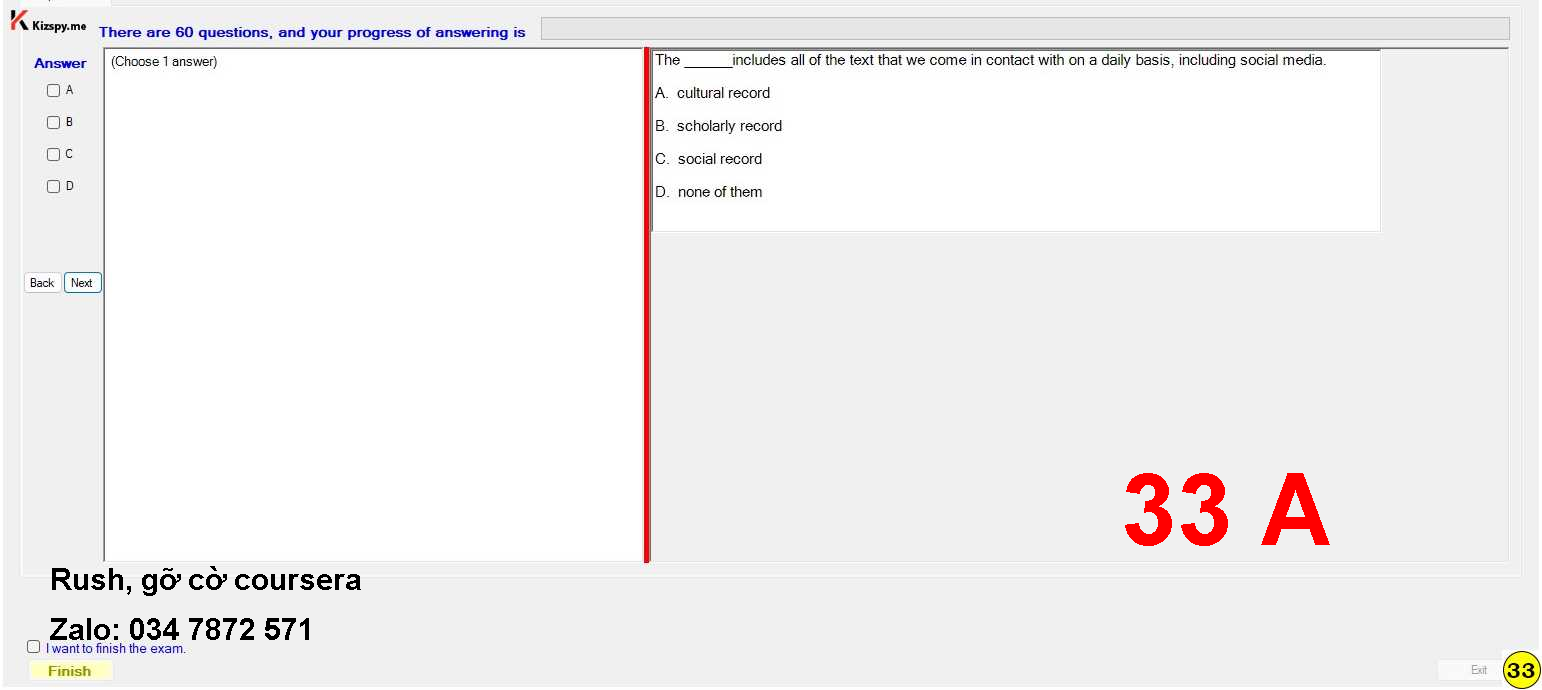 Kizspy.me
There are 60 questions, and your progress of answering is
Answer
(Choose 1 answer)
A
B
C
D
Back Next
The ______includes all of the text that we come in contact with on a daily basis, including social media.
A. cultural record
B. scholarly record
C. social record
D. none of them
33 A
Rush, gỡ cờ coursera
Zalo: 034 7872 571
I want to finish the exam.
Finish
Exit
33